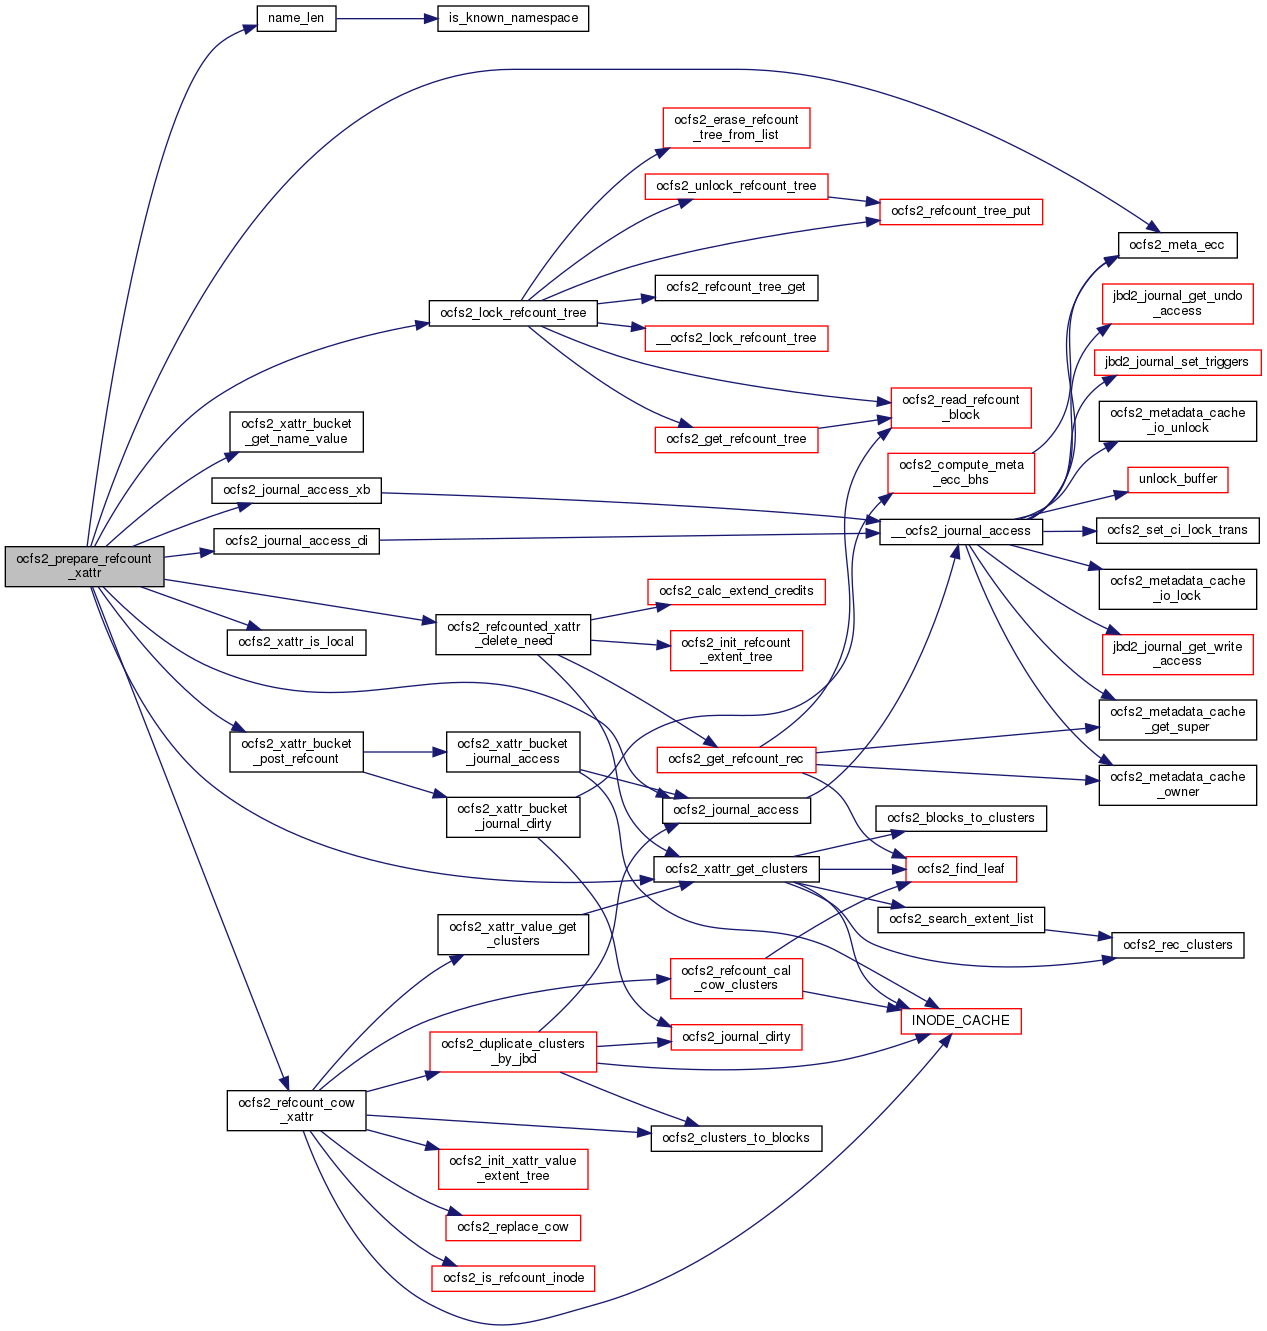 name_len
is_known_namespace
ocfs2_erase_refcount
_tree_from_list
ocfs2_unlock_refcount_tree
ocfs2_refcount_tree_put
ocfs2_meta_ecc
ocfs2_refcount_tree_get
jbd2_journal_get_undo
_access
ocfs2_lock_refcount_tree
__ocfs2_lock_refcount_tree
jbd2_journal_set_triggers
ocfs2_read_refcount
_block
ocfs2_metadata_cache
_io_unlock
ocfs2_xattr_bucket
_get_name_value
ocfs2_get_refcount_tree
ocfs2_compute_meta
_ecc_bhs
unlock_buffer
ocfs2_journal_access_xb
__ocfs2_journal_access
ocfs2_set_ci_lock_trans
ocfs2_journal_access_di
ocfs2_prepare_refcount
_xattr
ocfs2_metadata_cache
_io_lock
ocfs2_calc_extend_credits
ocfs2_refcounted_xattr
_delete_need
ocfs2_xattr_is_local
ocfs2_init_refcount
_extent_tree
jbd2_journal_get_write
_access
ocfs2_metadata_cache
_get_super
ocfs2_xattr_bucket
_post_refcount
ocfs2_xattr_bucket
_journal_access
ocfs2_get_refcount_rec
ocfs2_metadata_cache
_owner
ocfs2_xattr_bucket
_journal_dirty
ocfs2_journal_access
ocfs2_blocks_to_clusters
ocfs2_xattr_get_clusters
ocfs2_find_leaf
ocfs2_search_extent_list
ocfs2_xattr_value_get
_clusters
ocfs2_rec_clusters
ocfs2_refcount_cal
_cow_clusters
INODE_CACHE
ocfs2_journal_dirty
ocfs2_duplicate_clusters
_by_jbd
ocfs2_refcount_cow
_xattr
ocfs2_clusters_to_blocks
ocfs2_init_xattr_value
_extent_tree
ocfs2_replace_cow
ocfs2_is_refcount_inode